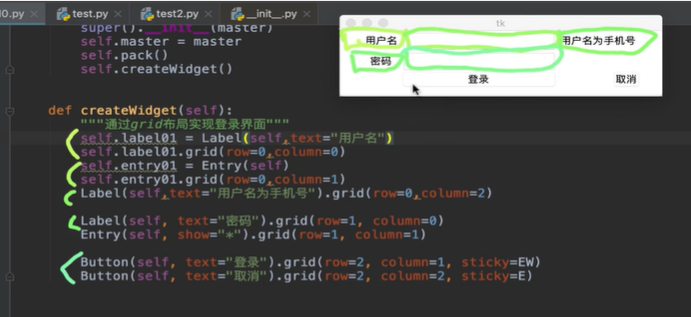 10.py test.py test2.py __init__.py
super().__init__(master)
self.master = master
self.pack()
self.createWidget()
def createWidget(self):
"""通过grid布局实现登录界面"""
self.label01 = Label(self,text="用户名")
self.label01.grid(row=0,column=0)
self.entry01 = Entry(self)
self.entry01.grid(row=0,column=1)
Label(self,text="用户名为手机号").grid(row=0,column=2)
Label(self, text="密码").grid(row=1, column=0)
Entry(self, show="*").grid(row=1, column=1)
Button(self, text="登录").grid(row=2, column=1, sticky=EW)
Button(self, text="取消").grid(row=2, column=2, sticky=E)
tk
用户名 用户名为手机号
密码
登录 取消